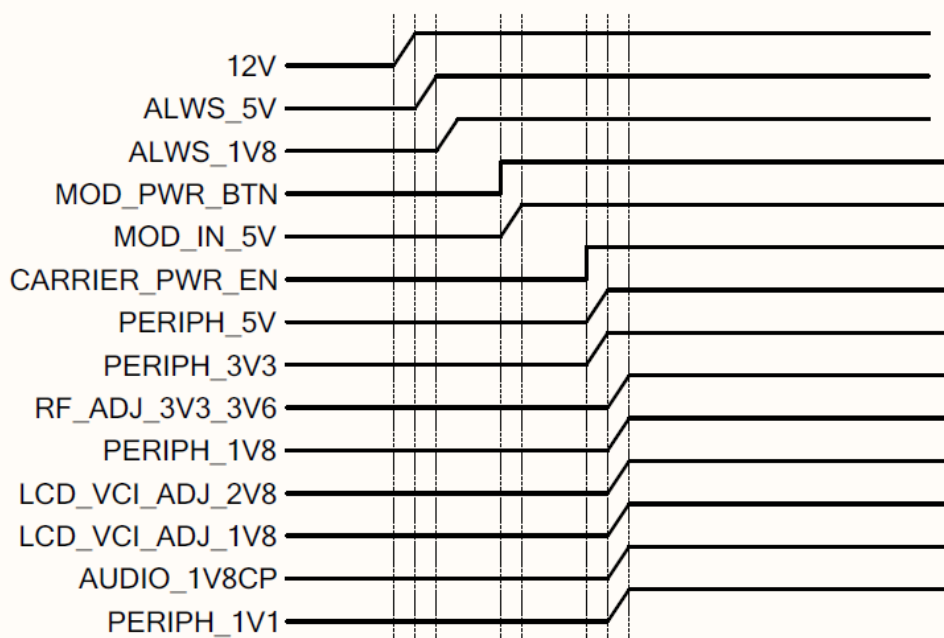 12V
ALWS_5V
ALWS_1V8
MOD_PWR_BTN
MOD_IN_5V
CARRIER_PWR_EN
PERIPH_5V
PERIPH_3V3
RF_ADJ_3V3_3V6
PERIPH_1V8
LCD_VCI_ADJ_2V8
LCD_VCI_ADJ_1V8
AUDIO_1V8CP
PERIPH_1V1